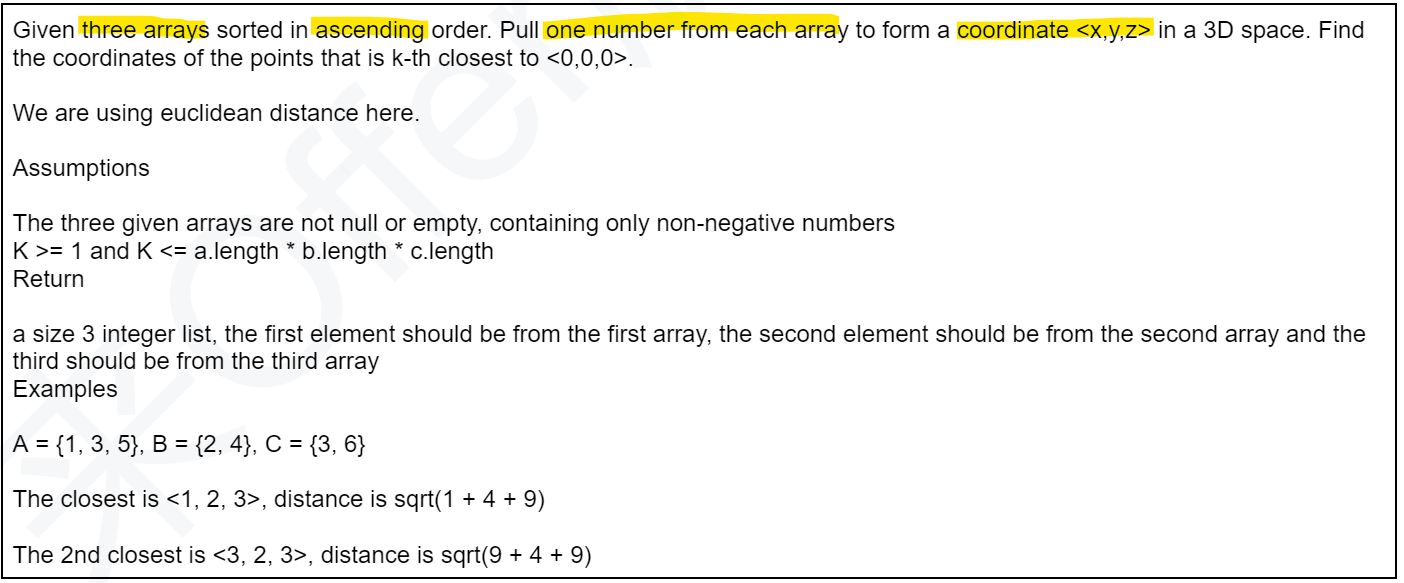 Given three arrays sorted in ascending order. Pull one number from each array to form a coordinate <x,y,z> in a 3D space. Find
the coordinates of the points that is k-th closest to <0,0,0>.
We are using euclidean distance here.
Assumptions
The three given arrays are not null or empty, containing only non-negative numbers
K >= 1 and K <= a.length * b.length * c.length
Return
a size 3 integer list, the first element should be from the first array, the second element should be from the second array and the
third should be from the third array
Examples
A = {1, 3, 5}, B = {2, 4}, C = {3, 6}
The closest is <1, 2, 3>, distance is sqrt(1 + 4 + 9)
The 2nd closest is <3, 2, 3>, distance is sqrt(9 + 4 + 9)